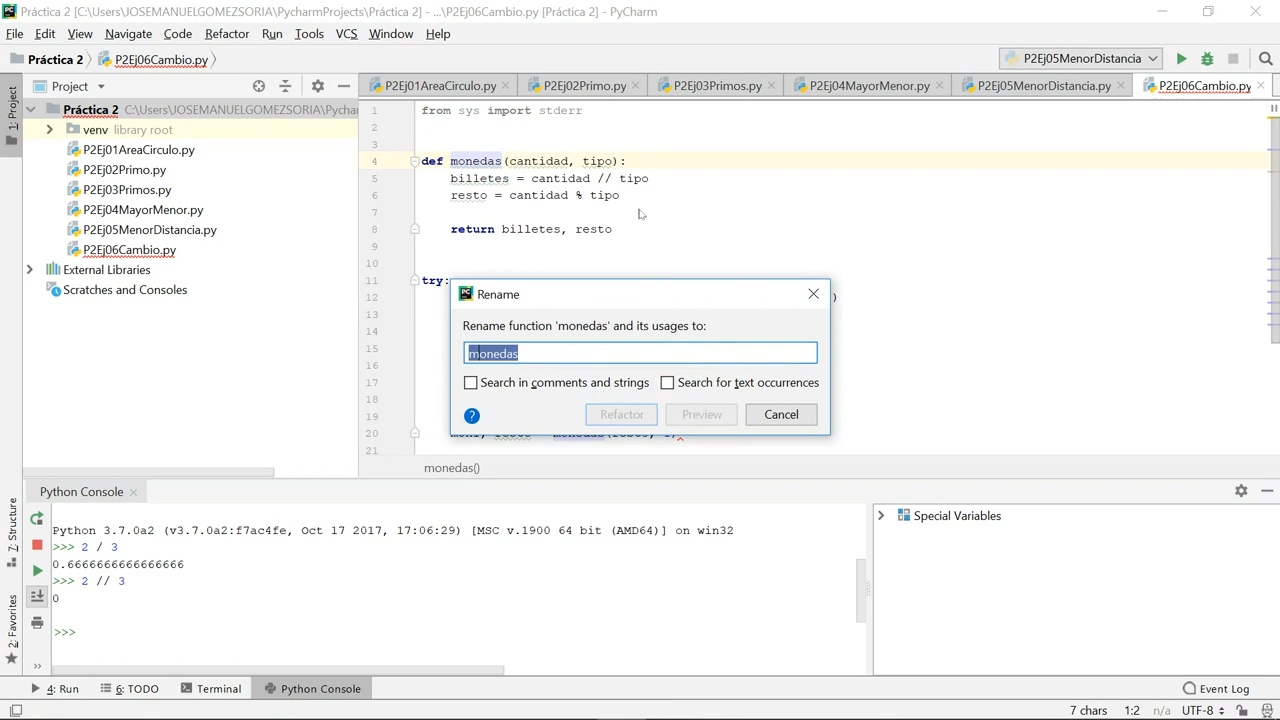 Práctica 2 [C:\Users\JOSEMANUELGOMEZSORIA\PycharmProjects\Práctica 2] - ...\P2Ej06Cambio.py [Práctica 2] - PyCharm
File Edit View Navigate Code Refactor Run Tools VCS Window Help
Práctica 2 P2Ej06Cambio.py P2Ej05MenorDistancia
Project P2Ej01AreaCirculo.py P2Ej02Primo.py P2Ej03Primos.py P2Ej04MayorMenor.py P2Ej05MenorDistancia.py P2Ej06Cambio.py
1: Project
Práctica 2 C:\Users\JOSEMANUELGOMEZSORIA\Pychar
venv library root
P2Ej01AreaCirculo.py
P2Ej02Primo.py
P2Ej03Primos.py
P2Ej04MayorMenor.py
P2Ej05MenorDistancia.py
P2Ej06Cambio.py
External Libraries
Scratches and Consoles
1 from sys import stderr
2
3
4 def monedas(cantidad, tipo):
5 billetes = cantidad // tipo
6 resto = cantidad % tipo
7
8 return billetes, resto
9
10
11 try:
12 )
13
14
15
16
17
18
19
20 resto monedas(resto, 1)
21
Rename
Rename function 'monedas' and its usages to:
monedas
Search in comments and strings Search for text occurrences
? Refactor Preview Cancel
monedas()
Python Console
Python 3.7.0a2 (v3.7.0a2:f7ac4fe, Oct 17 2017, 17:06:29) [MSC v.1900 64 bit (AMD64)] on win32
>>> 2 / 3
0.6666666666666666
>>> 2 // 3
0
>>>
Special Variables
7: Structure
2: Favorites
4: Run 6: TODO Terminal Python Console Event Log
7 chars 1:2 n/a UTF-8